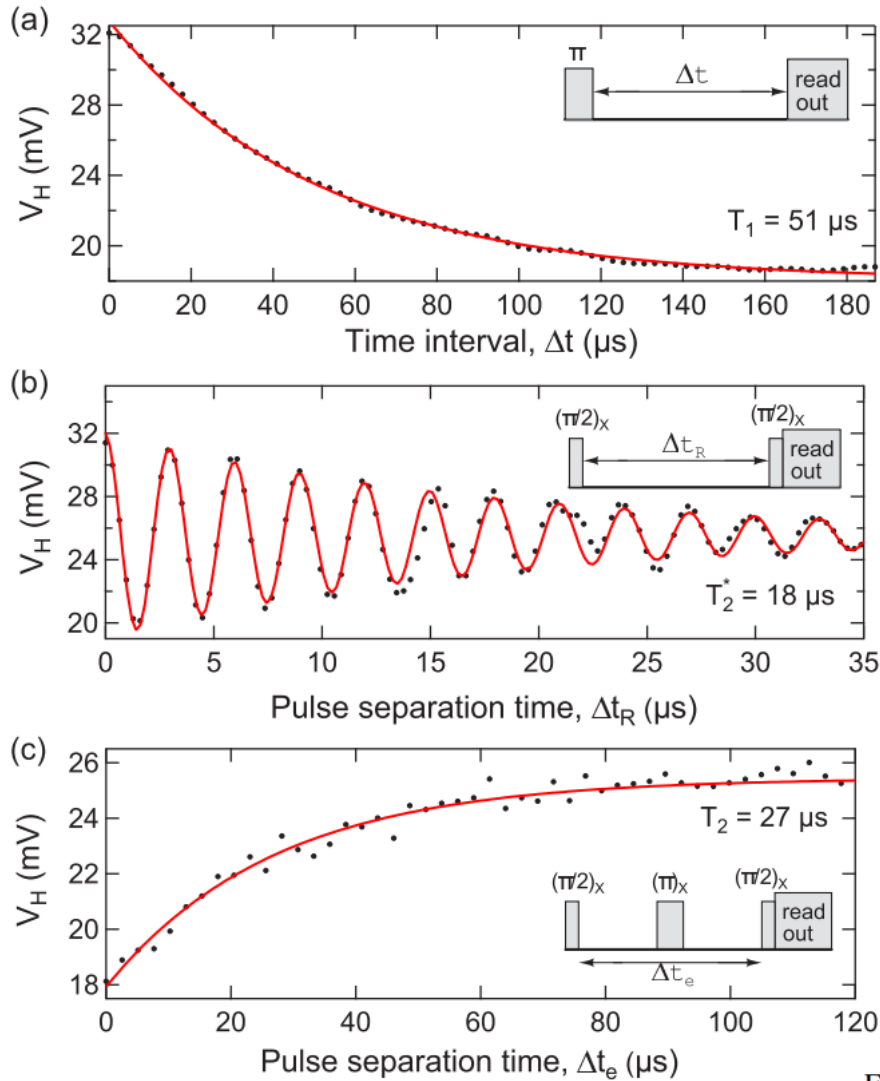 (a)
32
28
24
20
V_H (mV)
π
Δt
read
out
T_1 = 51 μs
0 20 40 60 80 100 120 140 160 180
Time interval, Δt (μs)
(b)
32
28
24
20
V_H (mV)
(π/2)_X (π/2)_X
Δt_R
read
out
T_2^* = 18 μs
0 5 10 15 20 25 30 35
Pulse separation time, Δt_R (μs)
(c)
26
24
22
20
18
V_H (mV)
T_2 = 27 μs
(π/2)_X (π)_X (π/2)_X
read
out
Δt_e
0 20 40 60 80 100 120
Pulse separation time, Δt_e (μs)